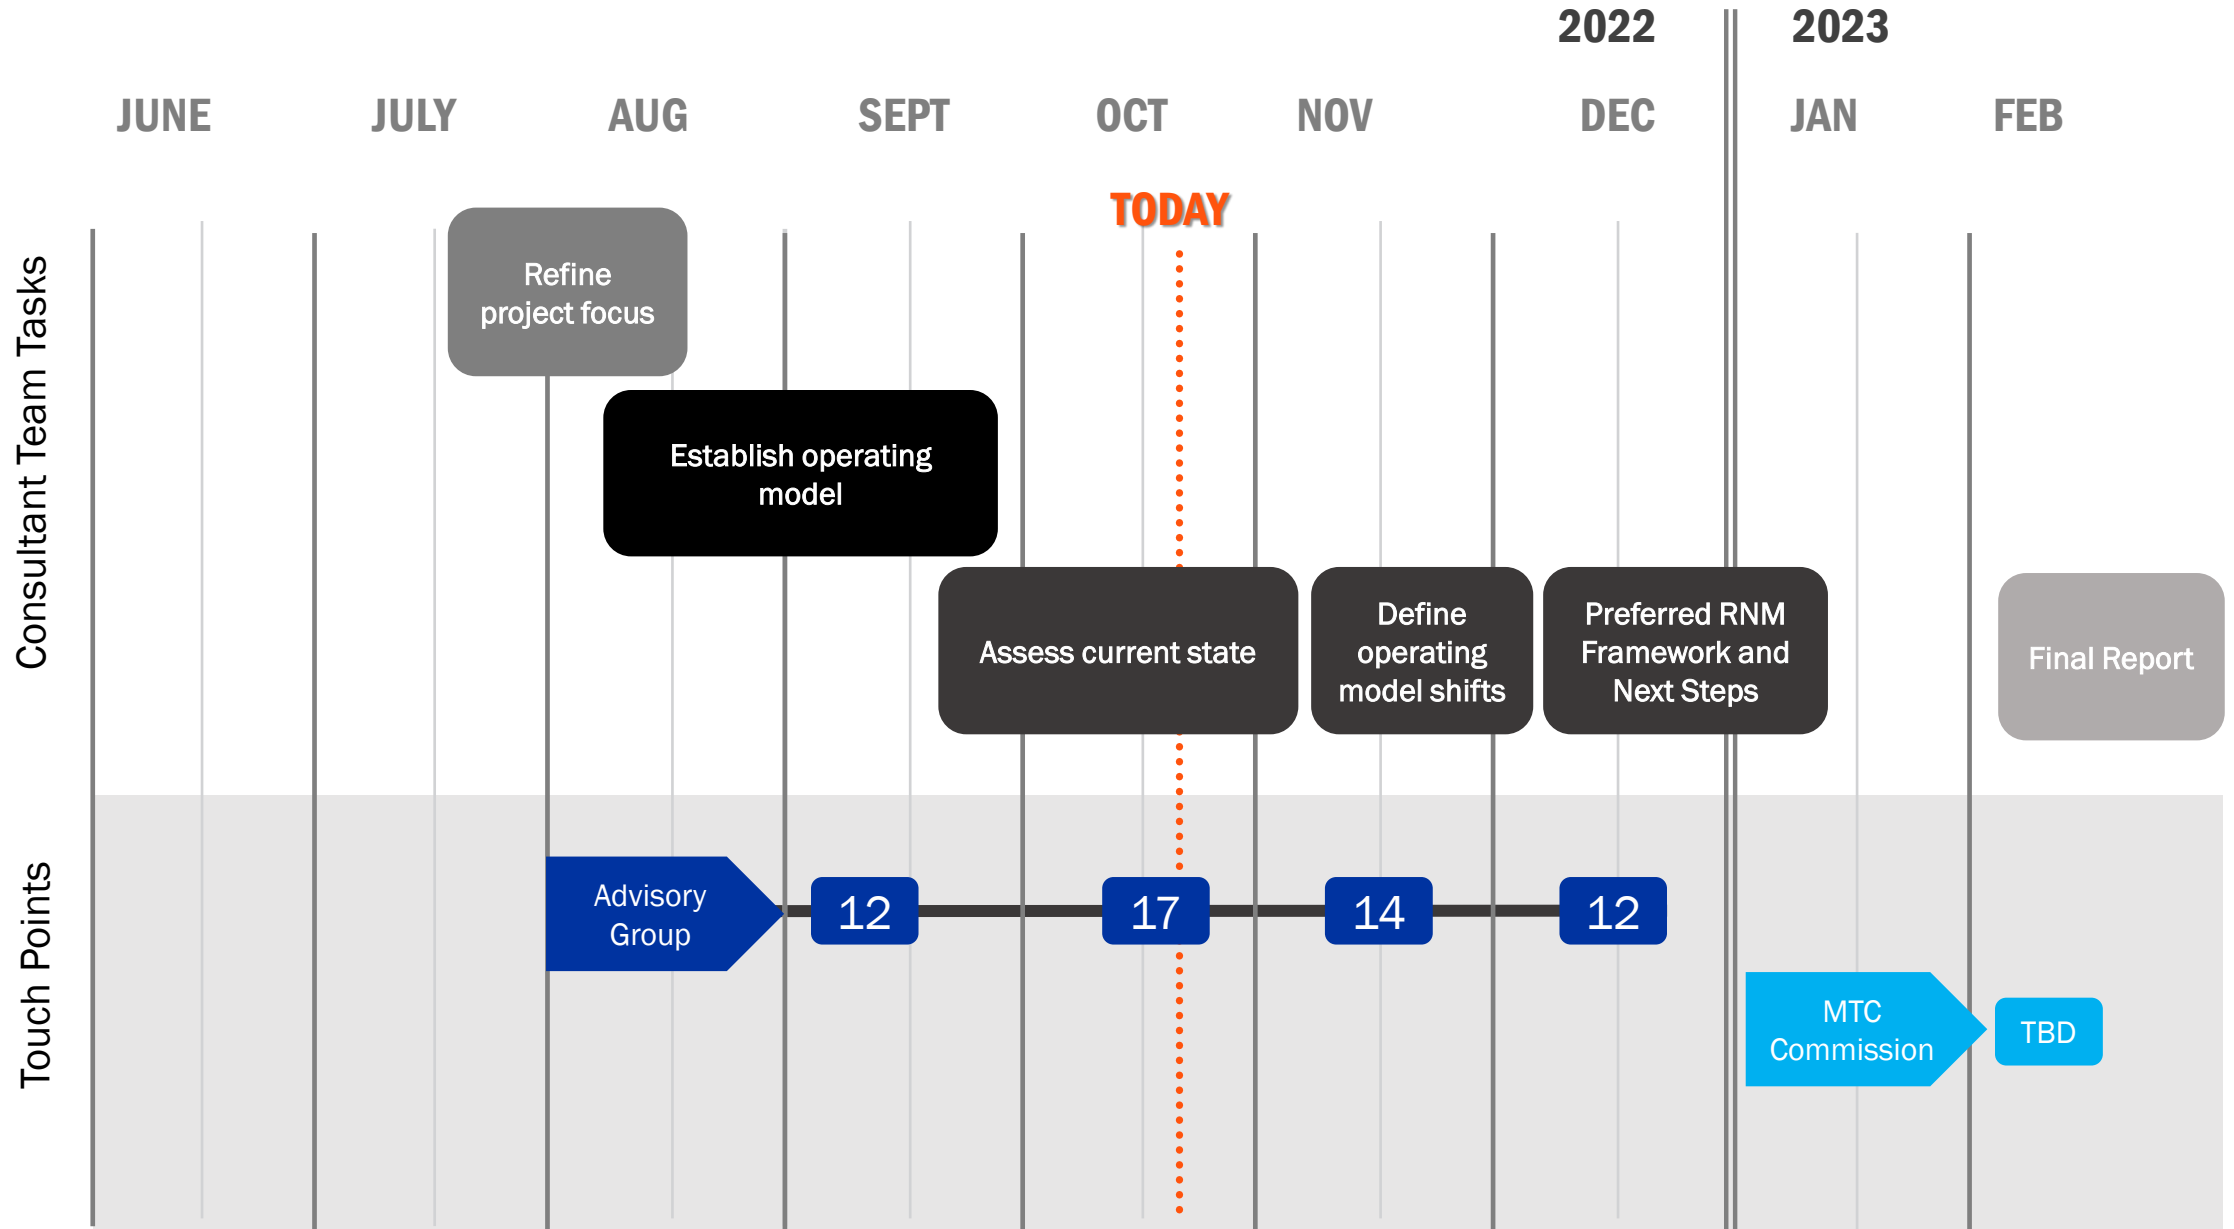 2022
2023
JUNE
JULY
AUG
SEPT
OCT
NOV
DEC
JAN
FEB
TODAY
Consultant Team Tasks
Refine
project focus
Establish operating
model
Assess current state
Define
operating
model shifts
Preferred RNM
Framework and
Next Steps
Final Report
Touch Points
Advisory
Group
12
17
14
12
MTC
Commission
TBD